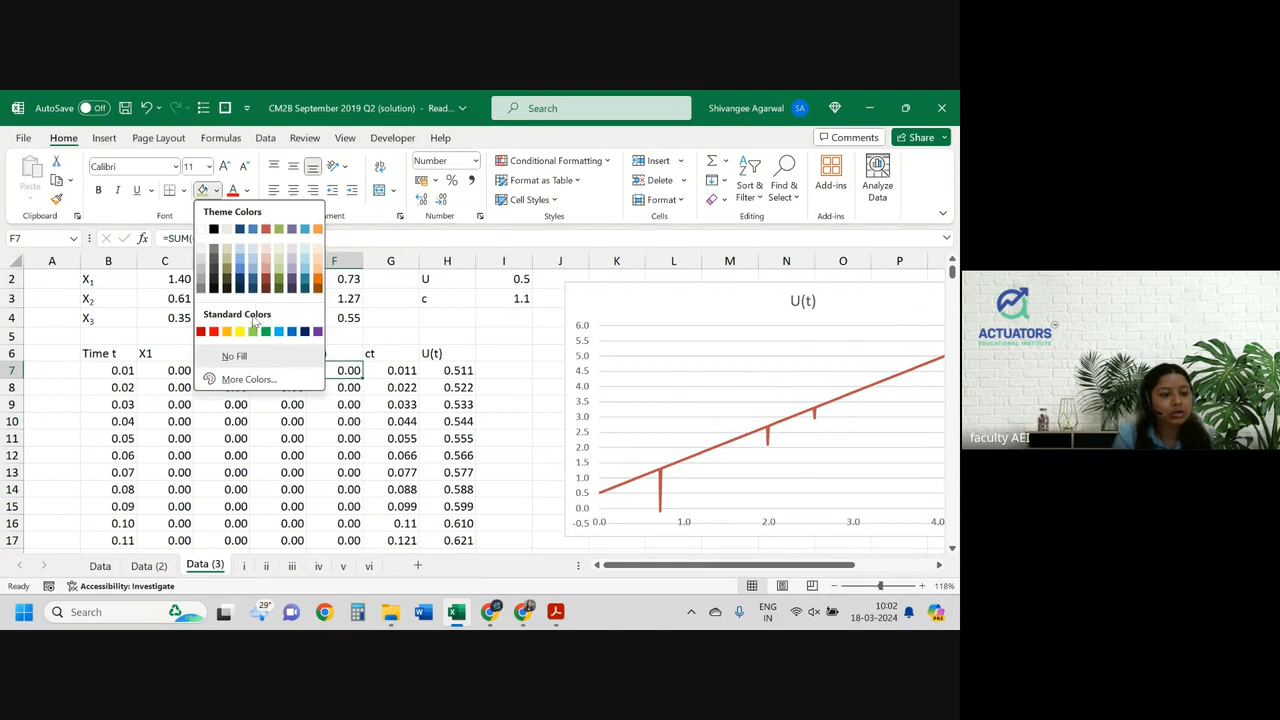 AutoSave Off CM2B September 2019 Q2 (solution) - Read... Search Shivangee Agarwal SA
File Home Insert Page Layout Formulas Data Review View Developer Help Comments Share
Paste Calibri 11 Number Conditional Formatting Insert Sort & Filter Find & Select Add-ins Analyze Data
B I U A % Format as Table Delete
Cell Styles Format
Clipboard Font Number Styles Cells Editing Add-ins
Theme Colors
Standard Colors
No Fill
More Colors...
F7 fx =SUM(
A B C F G H I J K L M N O P
2 X1 1.40 0.73 U 0.5
3 X2 0.61 1.27 c 1.1
4 X3 0.35 0.55
5
6 Time t X1 ct U(t)
7 0.01 0.00 0.011 0.511
8 0.02 0.00 0.00 0.00 0.00 0.022 0.522
9 0.03 0.00 0.00 0.00 0.00 0.033 0.533
10 0.04 0.00 0.00 0.00 0.00 0.044 0.544
11 0.05 0.00 0.00 0.00 0.00 0.055 0.555
12 0.06 0.00 0.00 0.00 0.00 0.066 0.566
13 0.07 0.00 0.00 0.00 0.00 0.077 0.577
14 0.08 0.00 0.00 0.00 0.00 0.088 0.588
15 0.09 0.00 0.00 0.00 0.00 0.099 0.599
16 0.10 0.00 0.00 0.00 0.00 0.11 0.610
17 0.11 0.00 0.00 0.00 0.00 0.121 0.621
U(t)
6.0
5.5
5.0
4.5
4.0
3.5
3.0
2.5
2.0
1.5
1.0
0.5
0.0
-0.5 0.0 1.0 2.0 3.0 4.0
Data Data (2) Data (3) i ii iii iv v vi
Ready Accessibility: Investigate 118%
Search 29° ENG IN 10:02 18-03-2024
ACTUATORS
EDUCATIONAL INSTITUTE
faculty AEI